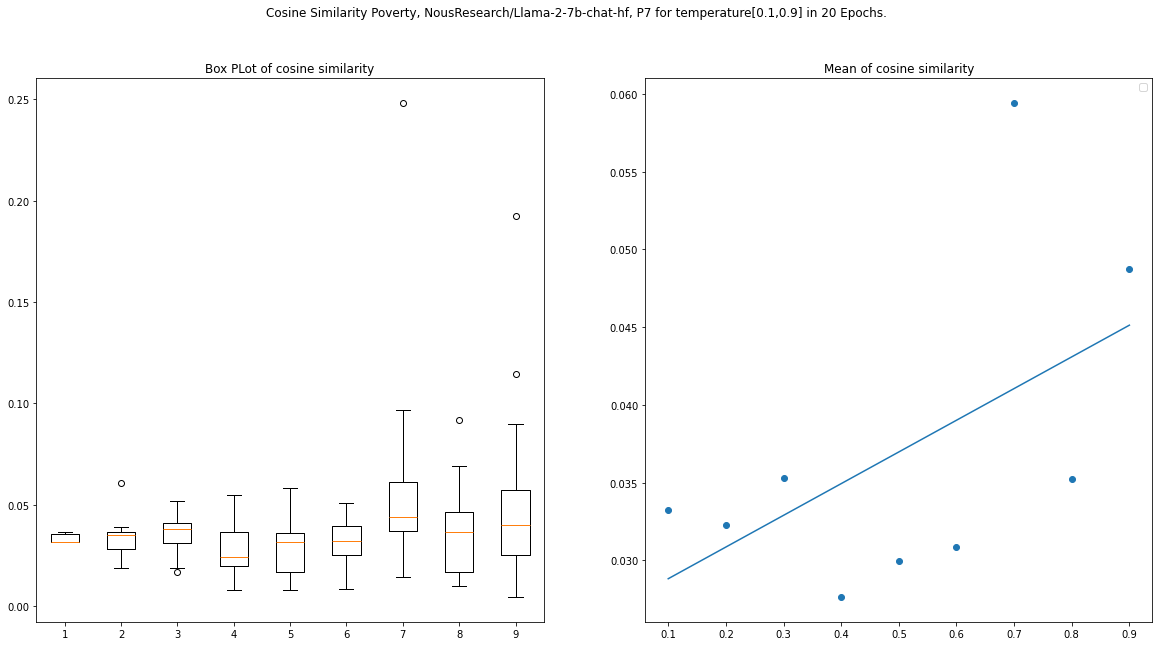 Cosine Similarity Poverty, NousResearch/Llama-2-7b-chat-hf, P7 for temperature[0.1,0.9] in 20 Epochs.
Box PLot of cosine similarity
0.25
0.20
0.15
0.10
0.05
0.00
1 2 3 4 5 6 7 8 9
Mean of cosine similarity
0.060
0.055
0.050
0.045
0.040
0.035
0.030
0.1 0.2 0.3 0.4 0.5 0.6 0.7 0.8 0.9